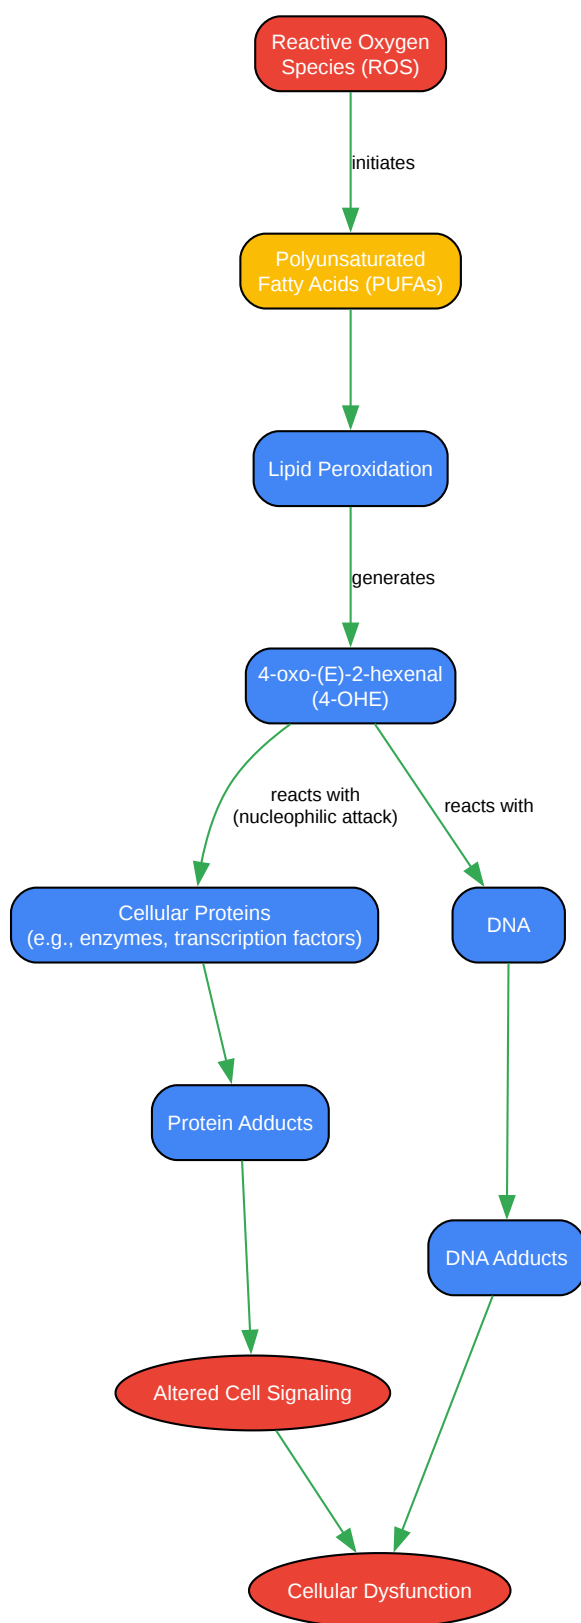 Reactive Oxygen
Species (ROS)
initiates
Polyunsaturated
Fatty Acids (PUFAs)
Lipid Peroxidation
generates
4-oxo-(E)-2-hexenal
(4-OHE)
reacts with
(nucleophilic attack)
reacts with
Cellular Proteins
(e.g., enzymes, transcription factors)
DNA
Protein Adducts
DNA Adducts
Altered Cell Signaling
Cellular Dysfunction